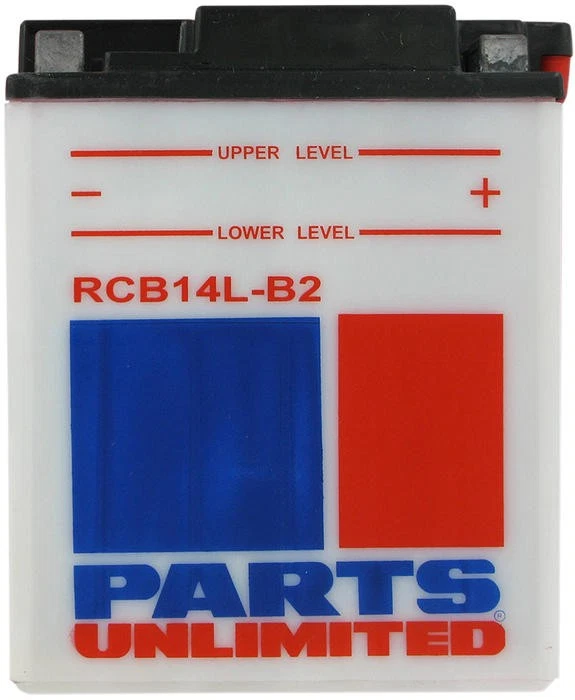 UPPER LEVEL
- +
LOWER LEVEL
RCB14L-B2
PARTS
UNLIMITED®